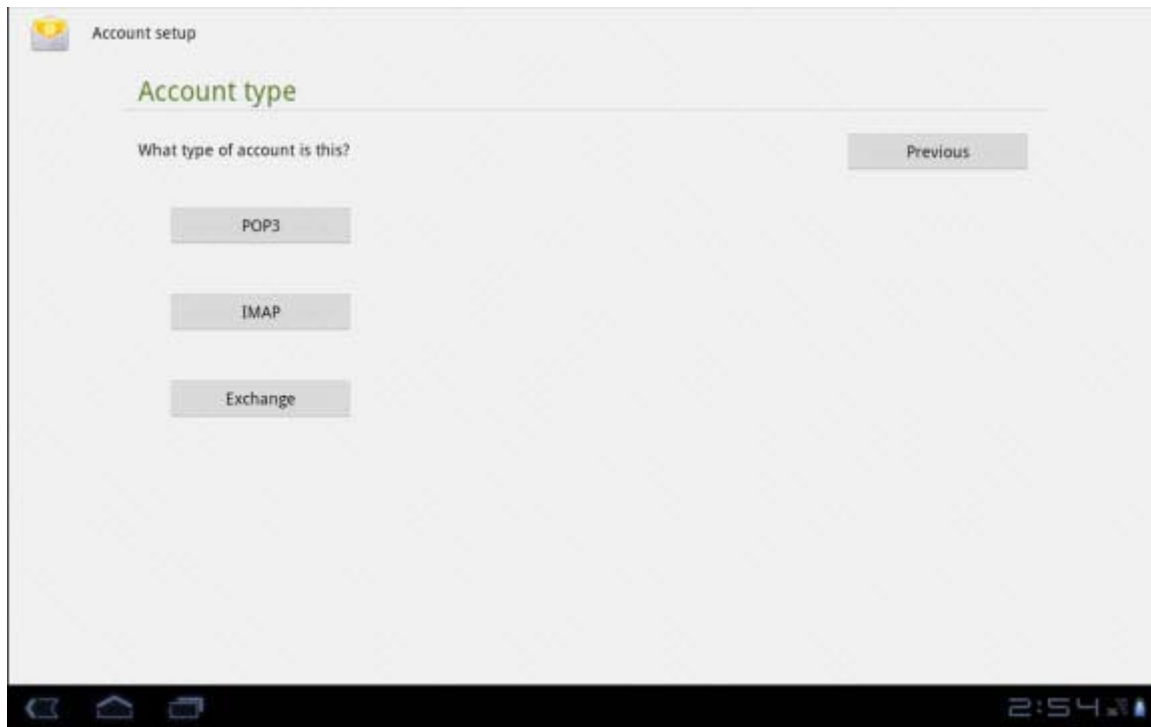 Account setup
Account type
What type of account is this?
Previous
POP3
IMAP
Exchange
2:54